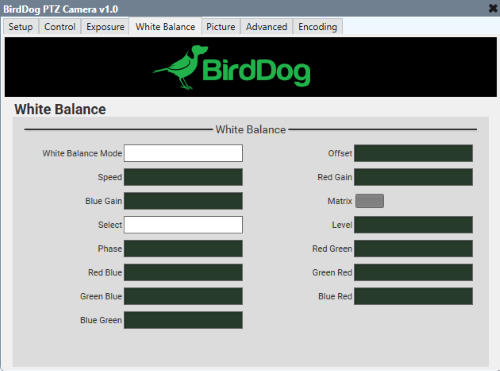 BirdDog PTZ Camera v1.0
Setup Control Exposure White Balance Picture Advanced Encoding
BirdDog
White Balance
White Balance
White Balance Mode Offset
Speed Red Gain
Blue Gain Matrix
Select Level
Phase Red Green
Red Blue Green Red
Green Blue Blue Red
Blue Green